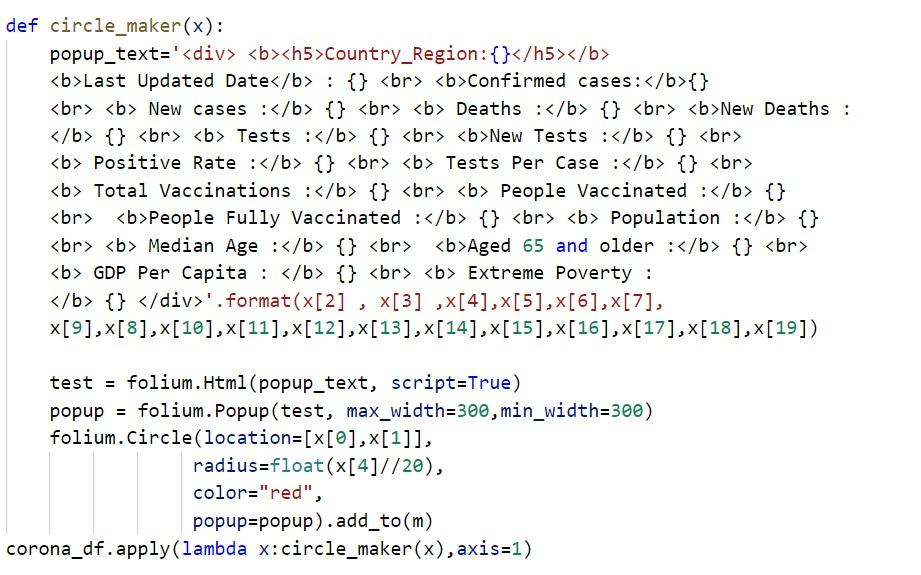 def circle_maker(x):
    popup_text='<div> <b><h5>Country_Region:{}</h5></b>
    <b>Last Updated Date</b> : {} <br> <b>Confirmed cases:</b>{}
    <br> <b> New cases :</b> {} <br> <b> Deaths :</b> {} <br> <b>New Deaths :
    </b> {} <br> <b> Tests :</b> {} <br> <b>New Tests :</b> {} <br>
    <b> Positive Rate :</b> {} <br> <b> Tests Per Case :</b> {} <br>
    <b> Total Vaccinations :</b> {} <br> <b> People Vaccinated :</b> {}
    <br>  <b>People Fully Vaccinated :</b> {} <br> <b> Population :</b> {}
    <br> <b> Median Age :</b> {} <br>  <b>Aged 65 and older :</b> {} <br>
    <b> GDP Per Capita : </b> {} <br> <b> Extreme Poverty :
    </b> {} </div>'.format(x[2] , x[3] ,x[4],x[5],x[6],x[7],
    x[9],x[8],x[10],x[11],x[12],x[13],x[14],x[15],x[16],x[17],x[18],x[19])

    test = folium.Html(popup_text, script=True)
    popup = folium.Popup(test, max_width=300,min_width=300)
    folium.Circle(location=[x[0],x[1]],
                 radius=float(x[4]//20),
                 color="red",
                 popup=popup).add_to(m)
corona_df.apply(lambda x:circle_maker(x),axis=1)